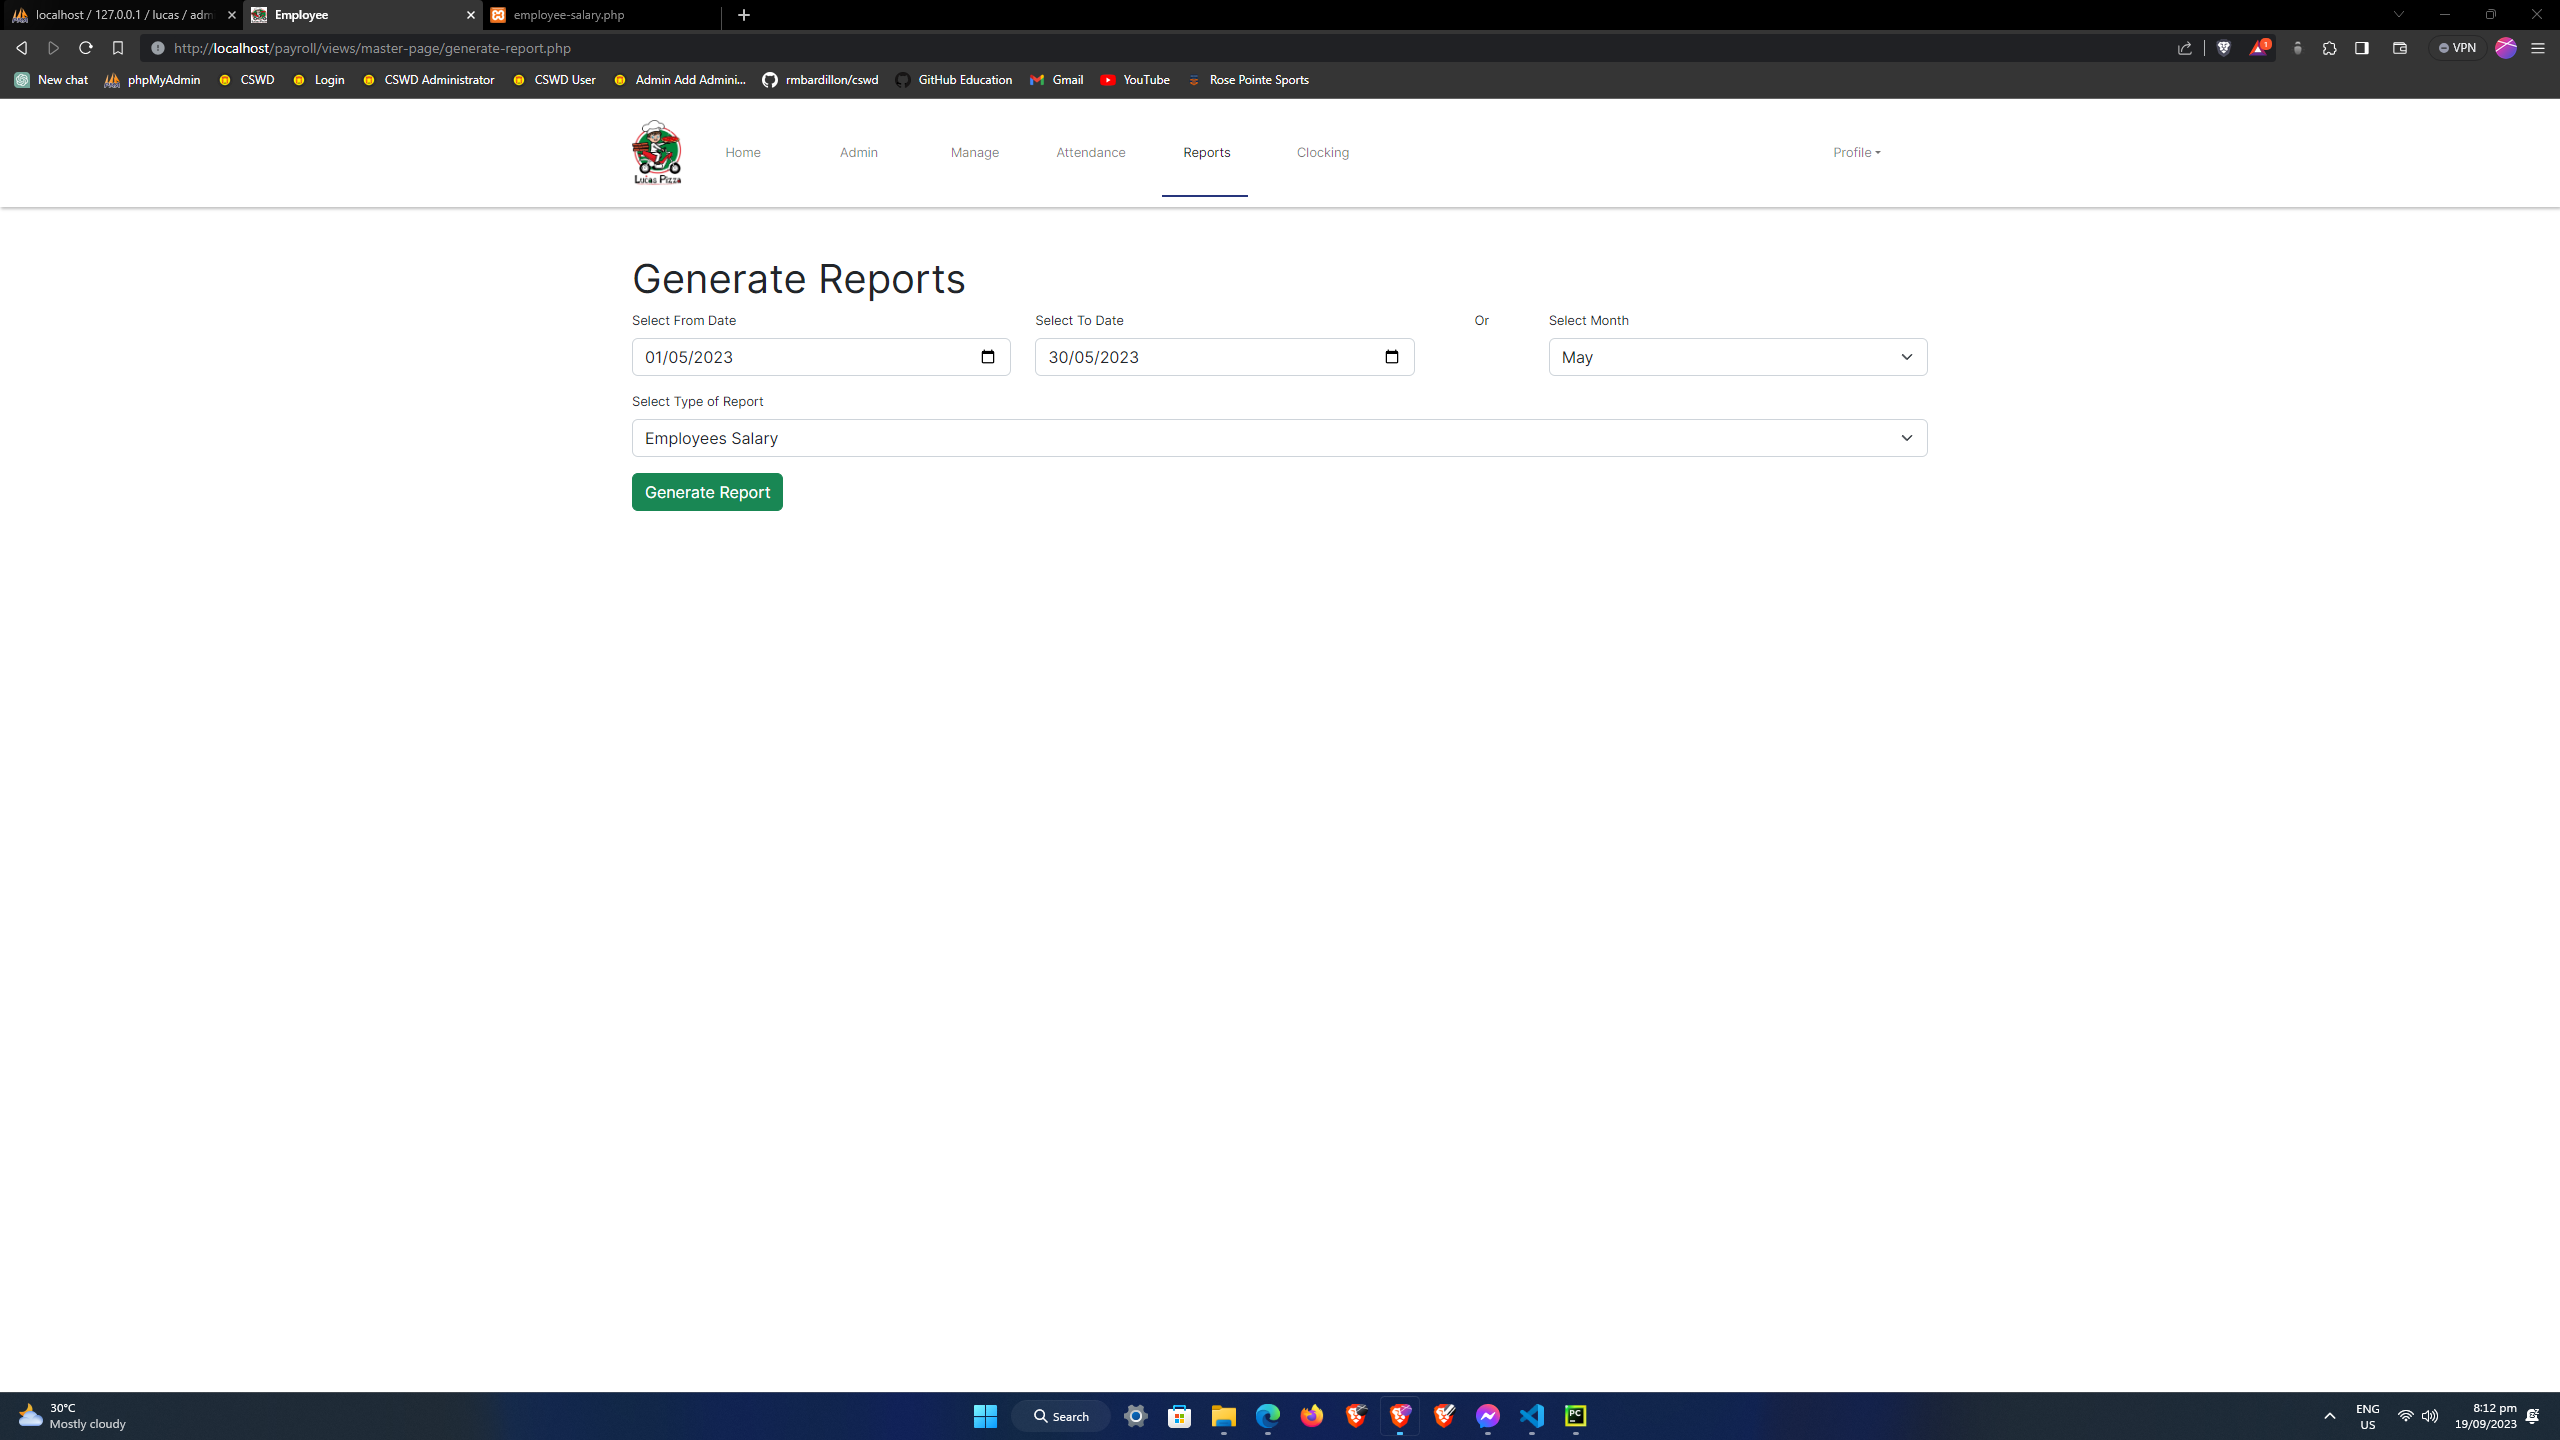 localhost / 127.0.0.1 / lucas / adm
Employee
employee-salary.php
http://localhost/payroll/views/master-page/generate-report.php
1
VPN
New chat
phpMyAdmin
CSWD
Login
CSWD Administrator
CSWD User
Admin Add Admini...
rmbardillon/cswd
GitHub Education
Gmail
YouTube
Rose Pointe Sports
Lucas Pizza
Home
Admin
Manage
Attendance
Reports
Clocking
Profile
Generate Reports
Select From Date
Select To Date
Or
Select Month
01/05/2023
30/05/2023
May
Select Type of Report
Employees Salary
Generate Report
30°C
Mostly cloudy
Search
PC
ENG
US
8:12 pm
19/09/2023